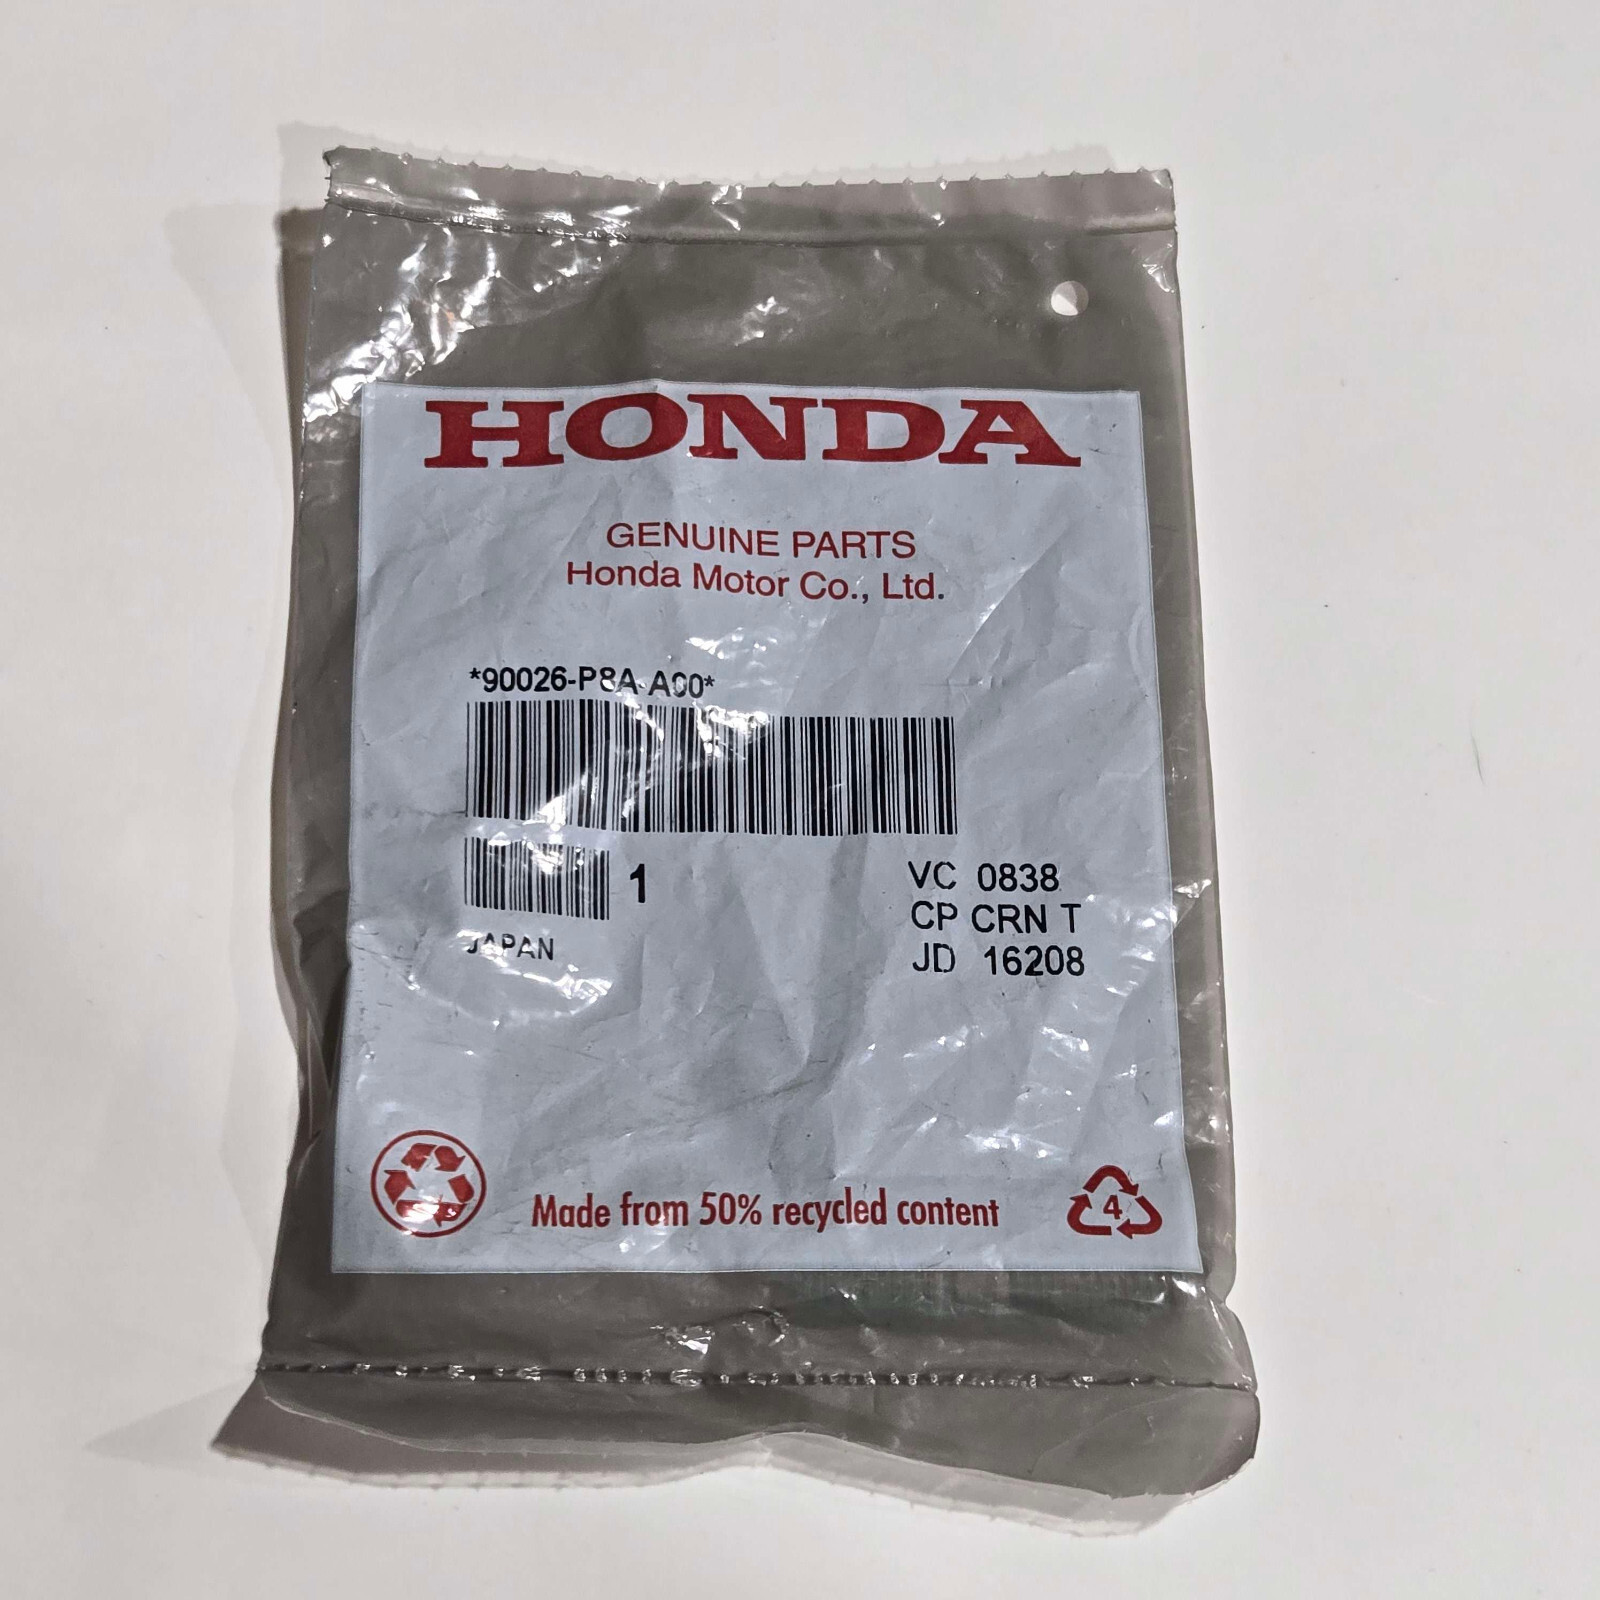 HONDA
GENUINE PARTS
Honda Motor Co., Ltd.
*90026-P8A-A00*
1
VC 0838
CP CRN T
JD 16208
JAPAN
Made from 50% recycled content
4